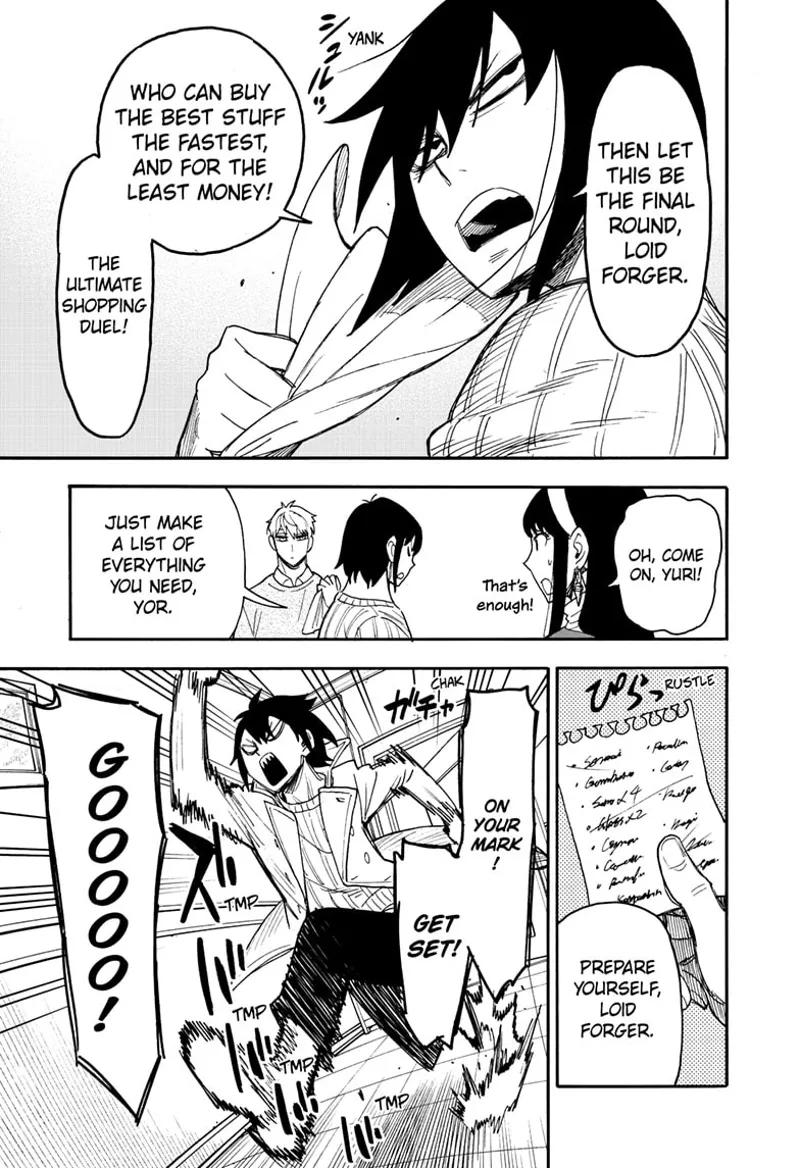 THEN LET
THIS BE
THE FINAL
ROUND,
LOID
FORGER.
YANK
シュルッ
WHO CAN BUY
THE BEST STUFF
THE FASTEST,
AND FOR THE
LEAST MONEY!
THE
ULTIMATE
SHOPPING
DUEL!
OH, COME
ON, YURI!
That's
enough!
JUST MAKE
A LIST OF
EVERYTHING
YOU NEED,
YOR.
ぴらっ
RUSTLE
PREPARE
YOURSELF,
LOID
FORGER.
CHAK
ガチャ
ON
YOUR
MARK!
GET
SET!
GOOOOO!
TMP
TMP
TMP
TMP